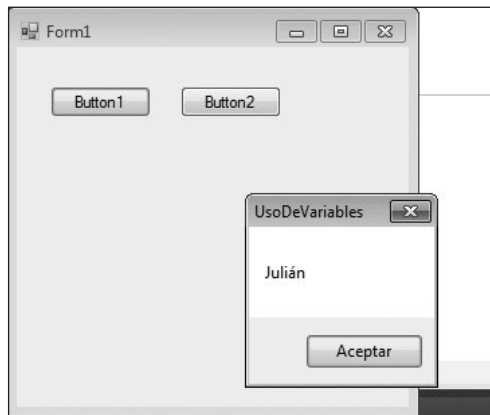 Form1
Button1 Button2
UsoDeVariables
Julián
Aceptar